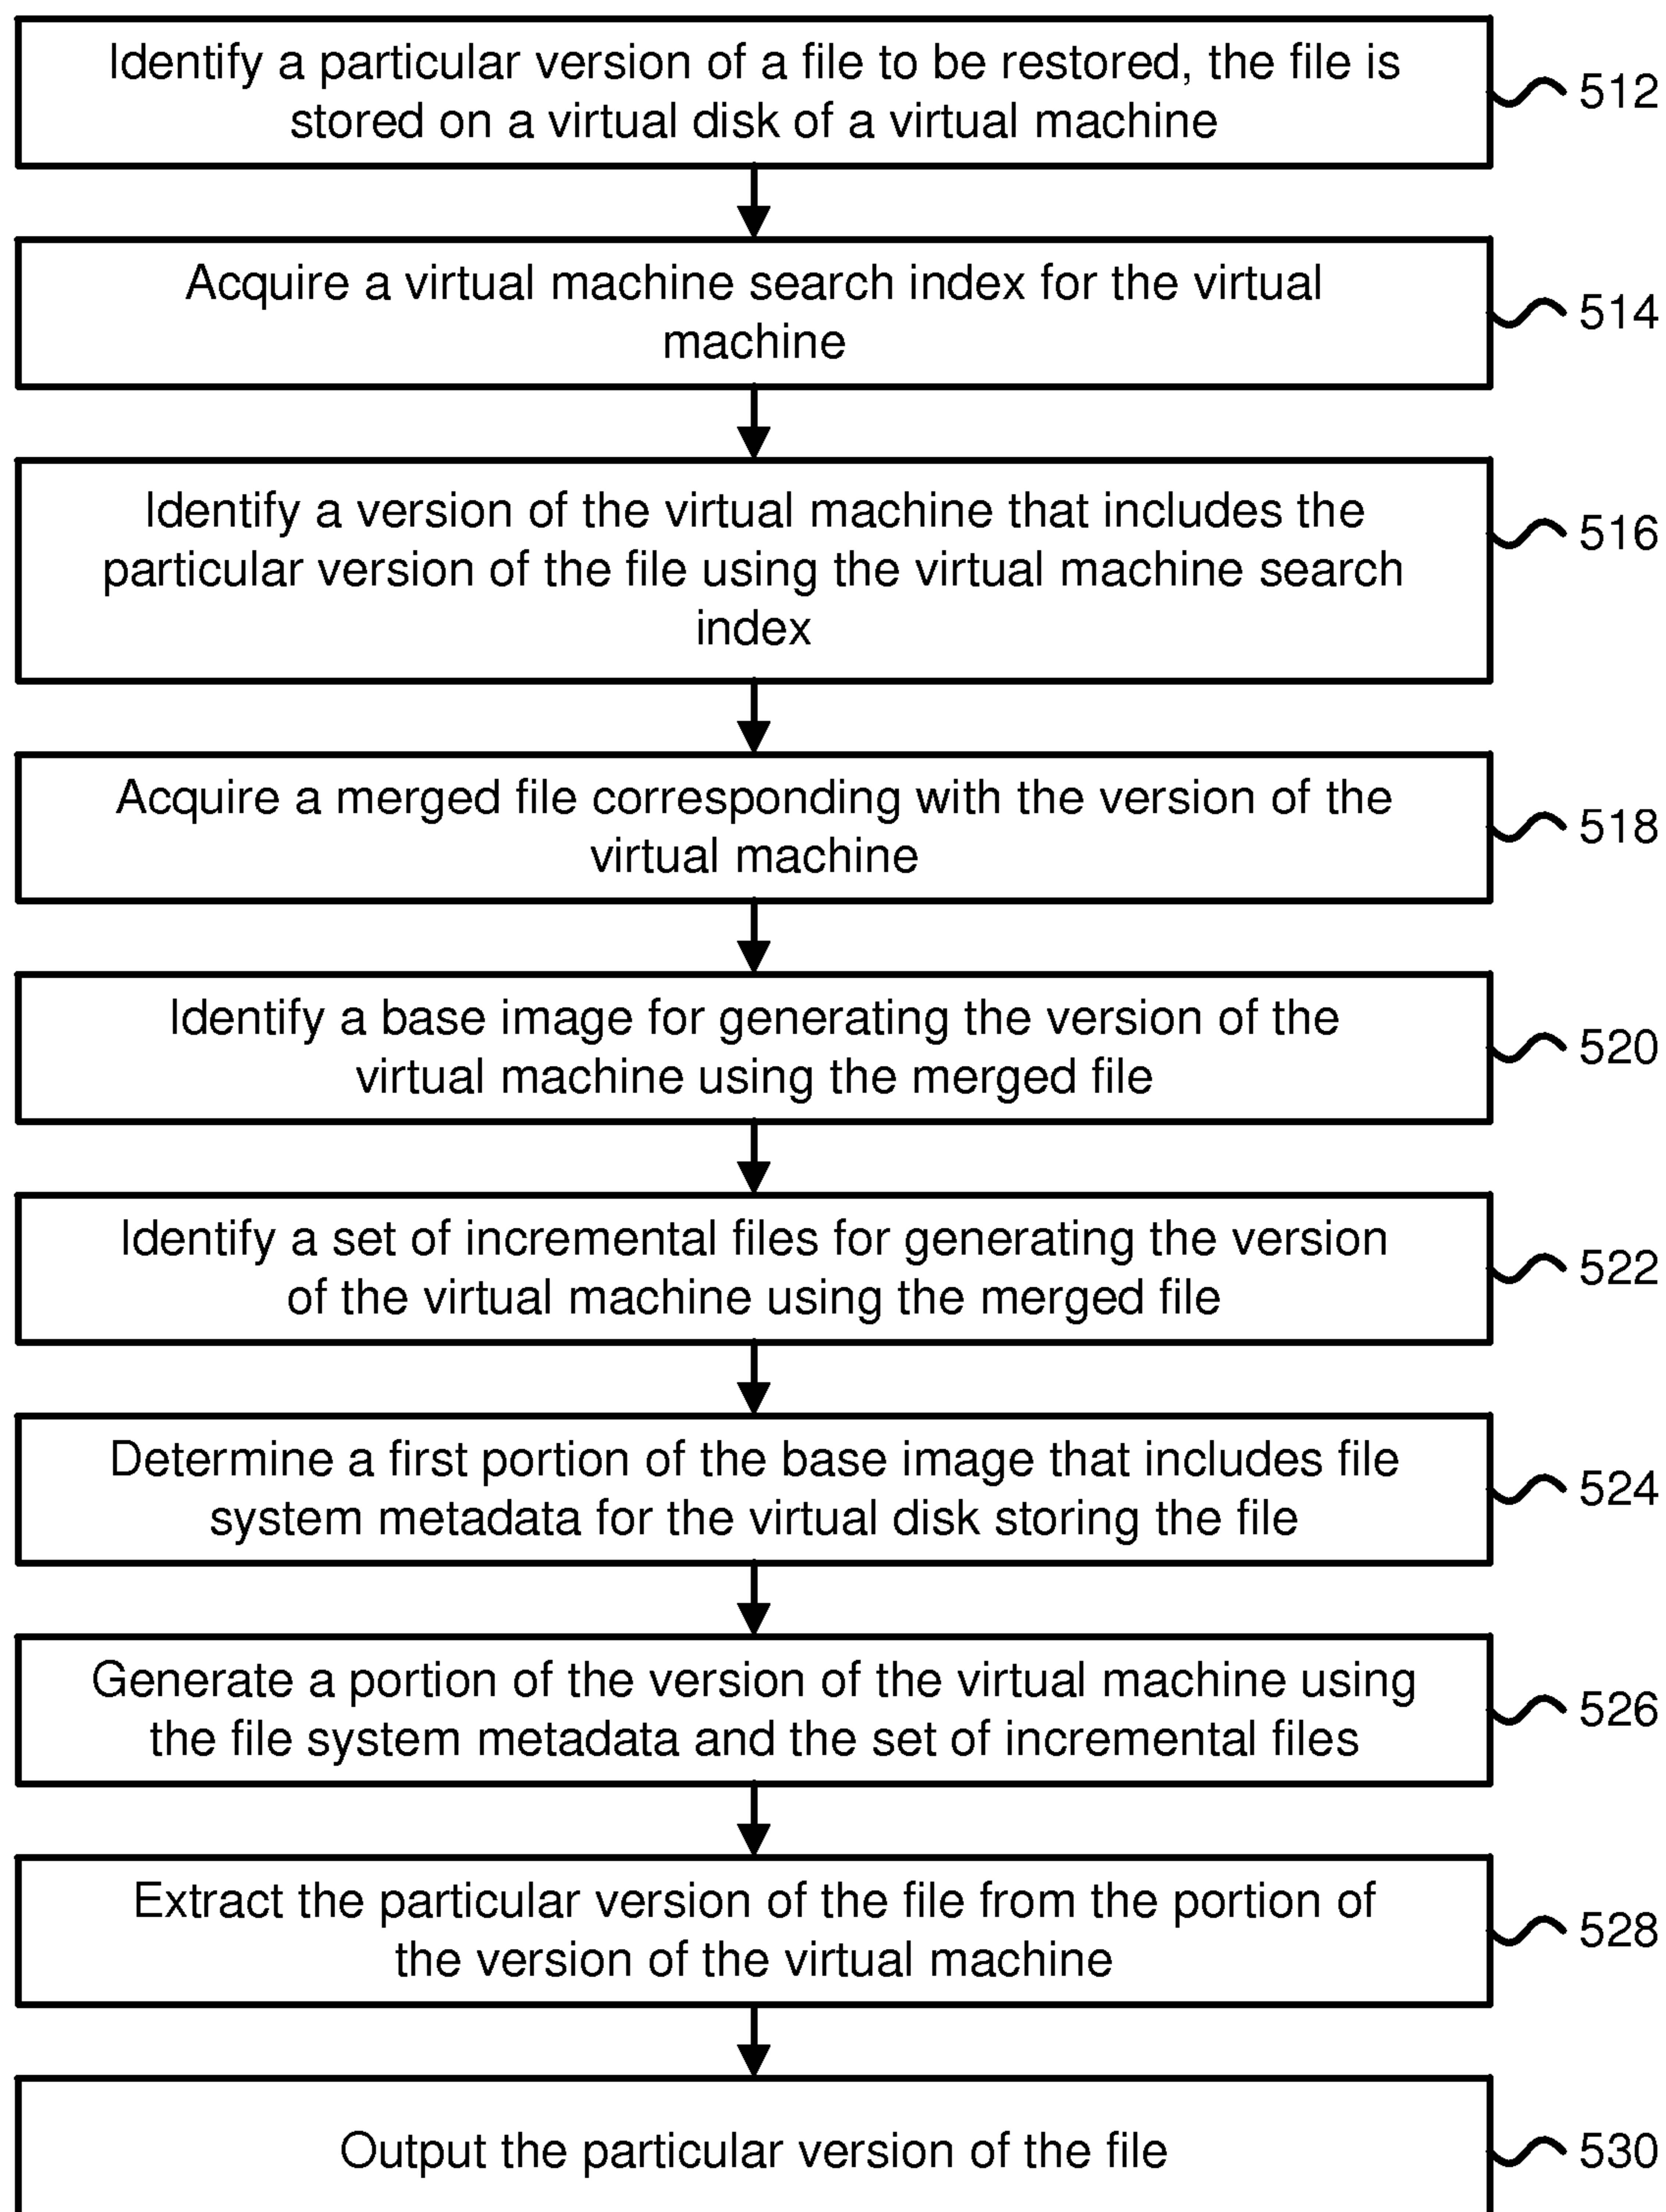 Identify a particular version of a file to be restored, the file is
stored on a virtual disk of a virtual machine
512
Acquire a virtual machine search index for the virtual
machine
514
Identify a version of the virtual machine that includes the
particular version of the file using the virtual machine search
index
516
Acquire a merged file corresponding with the version of the
virtual machine
518
Identify a base image for generating the version of the
virtual machine using the merged file
520
Identify a set of incremental files for generating the version
of the virtual machine using the merged file
522
Determine a first portion of the base image that includes file
system metadata for the virtual disk storing the file
524
Generate a portion of the version of the virtual machine using
the file system metadata and the set of incremental files
526
Extract the particular version of the file from the portion of
the version of the virtual machine
528
Output the particular version of the file
530